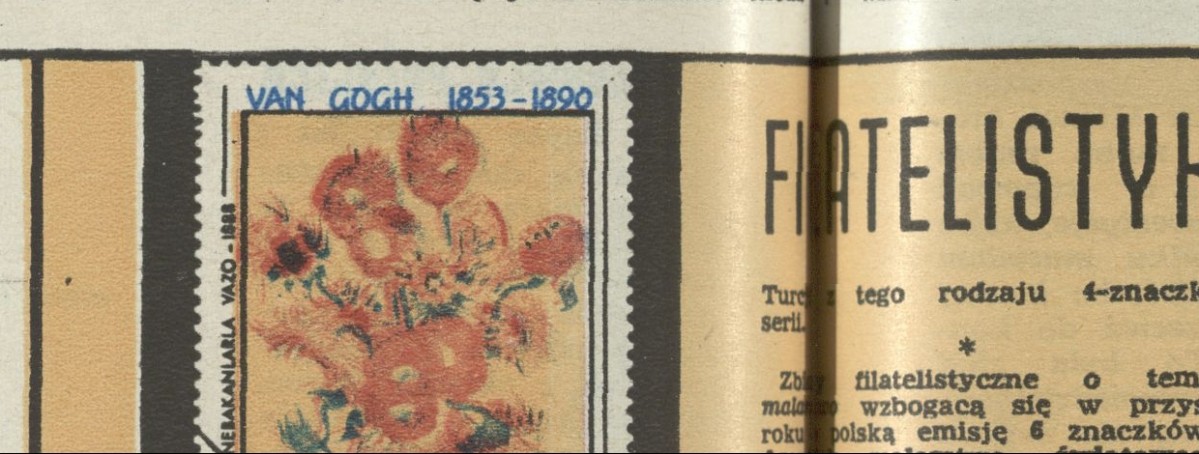 VAN GOGH 1853-1890
VAZO-1888
FILATELISTYK
tego rodzaju 4-znaczk
serii.
*
filatelistyczne o tem
wzbogacą się w przys
roku polską emisję 6 znaczków